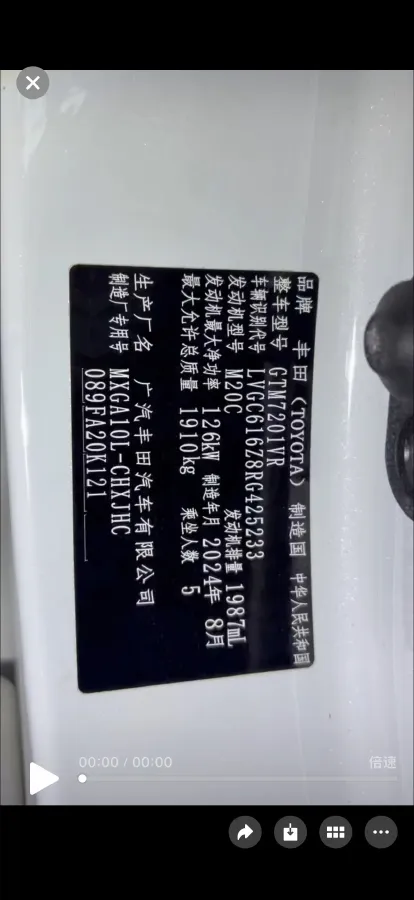 品牌 丰田(TOYOTA) 制造国 中华人民共和国
整车型号 GTM7201VR
车辆识别代号 LVGC616Z8RG425233
发动机型号 M20C 发动机排量 1987mL
发动机最大净功率 126kW 制造年月 2024年 8月
最大允许总质量 1910kg 乘坐人数 5
生产厂名 广汽丰田汽车有限公司
制造厂专用号 MXGA10L-CHXJHC
089FA20K121
00:00 / 00:00
倍速